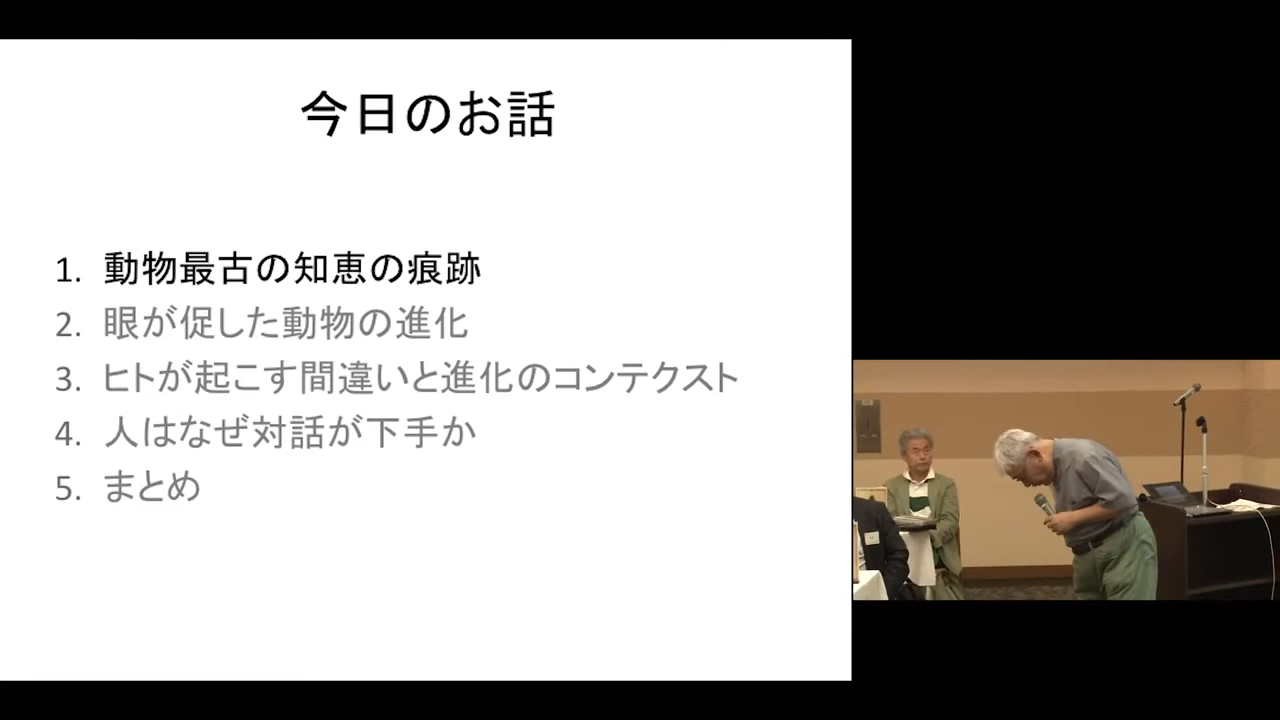 今日のお話
1. 動物最古の知恵の痕跡
2. 眼が促した動物の進化
3. ヒトが起こす間違いと進化のコンテクスト
4. 人はなぜ対話が下手か
5. まとめ